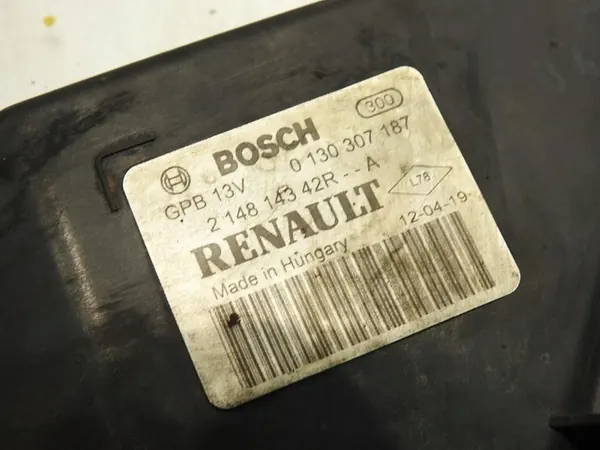 300
BOSCH
GPB 13V 0 130 307 187
2 148 143 42R - - A
L78
RENAULT 12-04-19
Made in Hungary